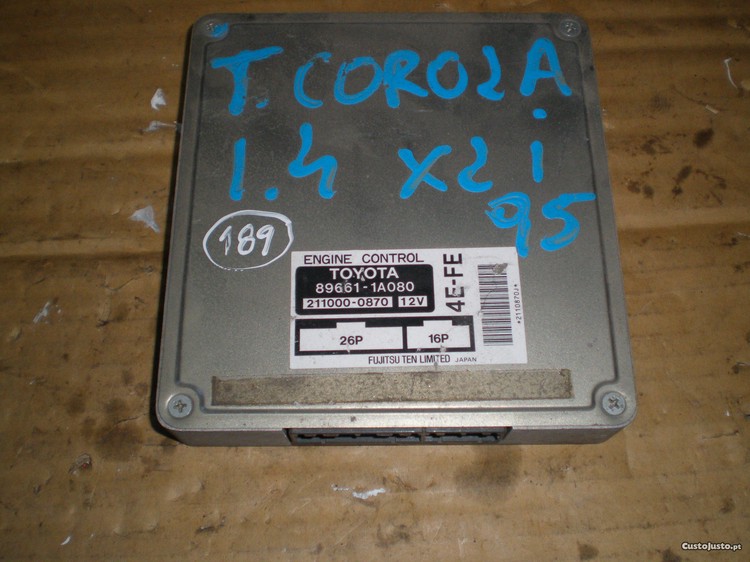 T. COROLA
1.4 XLi
95
189
ENGINE CONTROL
TOYOTA
89661-1A080
211000-0870 12V
4E-FE
26P 16P
FUJITSU TEN LIMITED JAPAN
*2110870J*
CustoJusto.pt